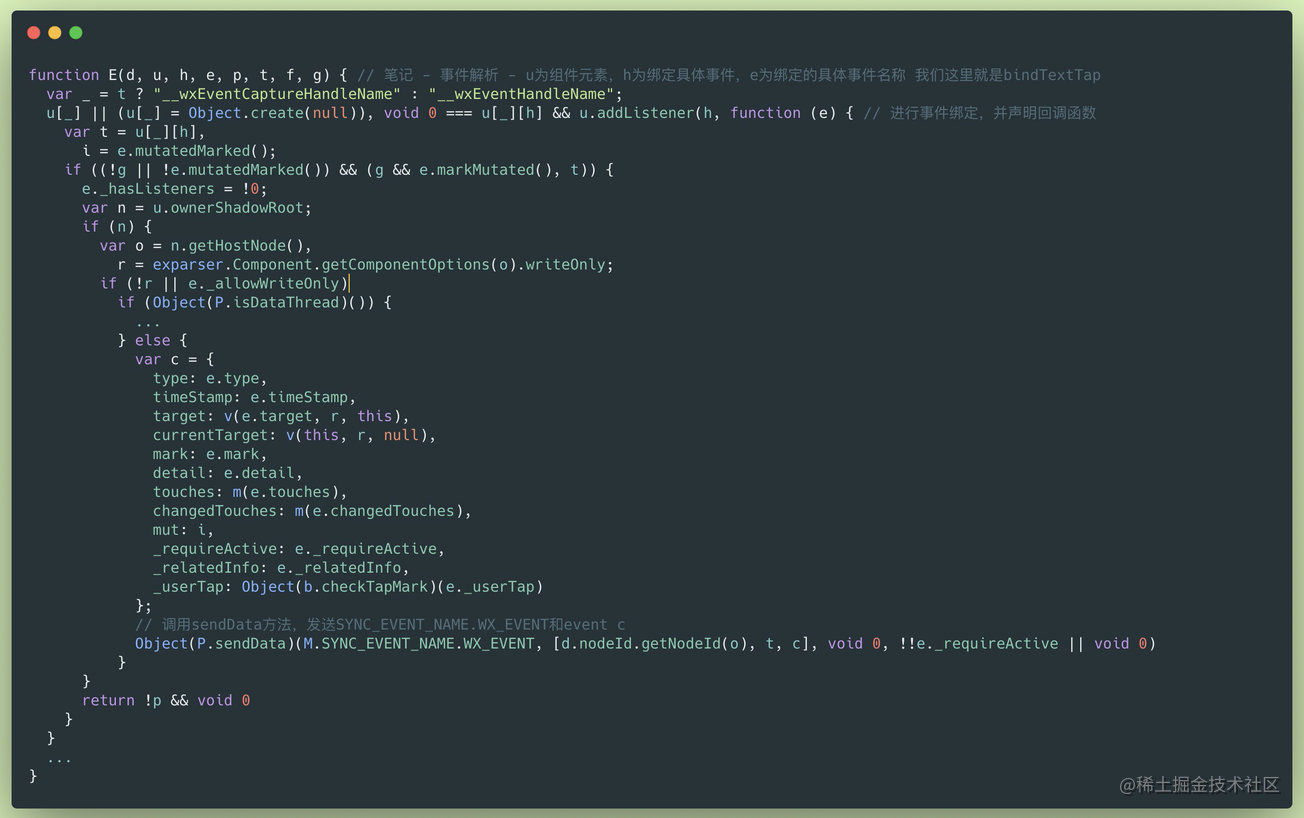 function E(d, u, h, e, p, t, f, g) { // 笔记 - 事件解析 - u为组件元素，h为绑定具体事件，e为绑定的具体事件名称 我们这里就是bindTextTap
  var _ = t ? "__wxEventCaptureHandleName" : "__wxEventHandleName";
  u[_] || (u[_] = Object.create(null)), void 0 === u[_][h] && u.addListener(h, function (e) { // 进行事件绑定，并声明回调函数
    var t = u[_][h],
      i = e.mutatedMarked();
    if ((!g || !e.mutatedMarked()) && (g && e.markMutated(), t)) {
      e._hasListeners = !0;
      var n = u.ownerShadowRoot;
      if (n) {
        var o = n.getHostNode(),
          r = exparser.Component.getComponentOptions(o).writeOnly;
        if (!r || e._allowWriteOnly)
          if (Object(P.isDataThread)()) {
            ...
          } else {
            var c = {
              type: e.type,
              timeStamp: e.timeStamp,
              target: v(e.target, r, this),
              currentTarget: v(this, r, null),
              mark: e.mark,
              detail: e.detail,
              touches: m(e.touches),
              changedTouches: m(e.changedTouches),
              mut: i,
              _requireActive: e._requireActive,
              _relatedInfo: e._relatedInfo,
              _userTap: Object(b.checkTapMark)(e._userTap)
            };
            // 调用sendData方法，发送SYNC_EVENT_NAME.WX_EVENT和event c
            Object(P.sendData)(M.SYNC_EVENT_NAME.WX_EVENT, [d.nodeId.getNodeId(o), t, c], void 0, !!e._requireActive || void 0)
          }
      }
      return !p && void 0
    }
  }
  ...
}
@稀土掘金技术社区